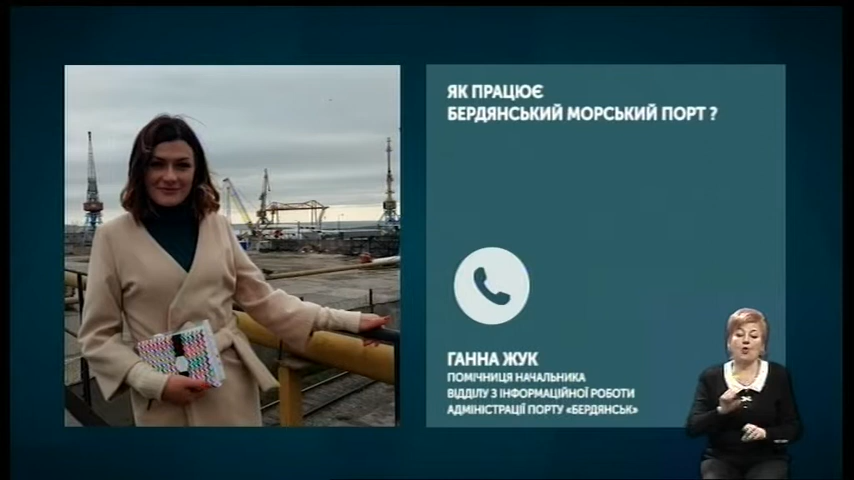 ЯК ПРАЦЮЄ
БЕРДЯНСЬКИЙ МОРСЬКИЙ ПОРТ ?
ГАННА ЖУК
ПОМІЧНИЦЯ НАЧАЛЬНИКА
ВІДДІЛУ З ІНФОРМАЦІЙНОЇ РОБОТИ
АДМІНІСТРАЦІЇ ПОРТУ «БЕРДЯНСЬК»